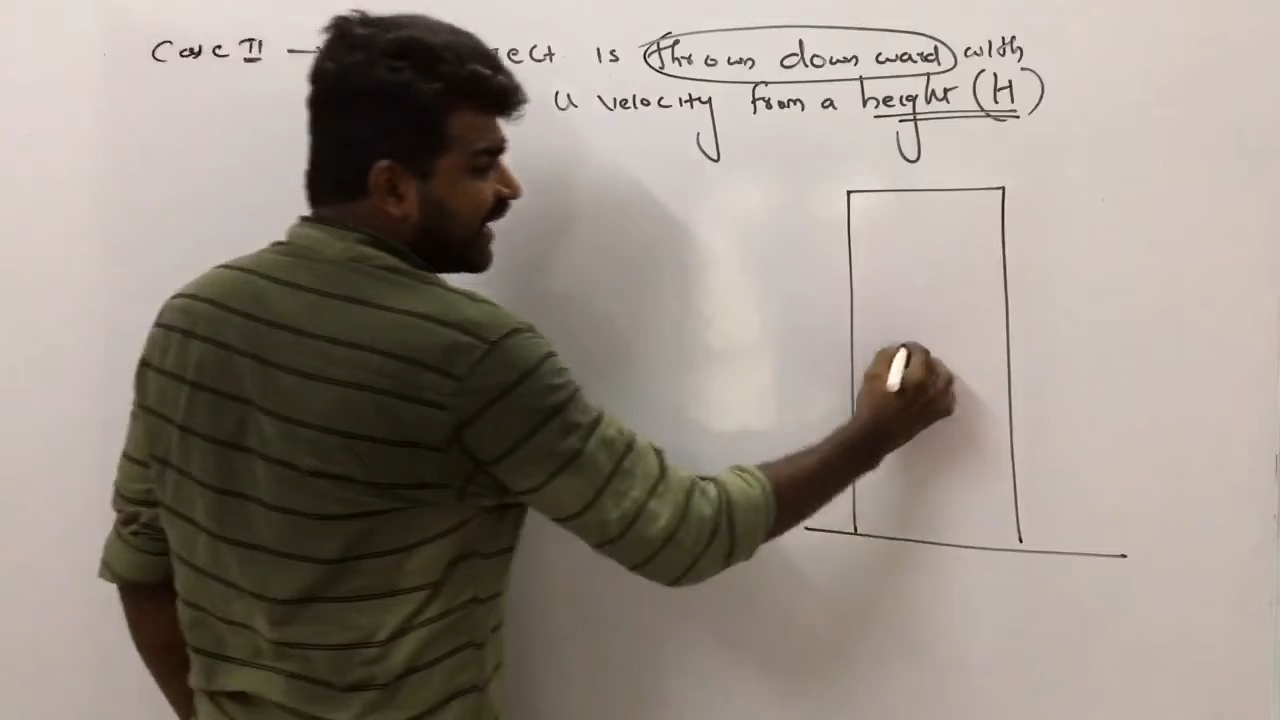 Case II — ect is thrown downward with
u velocity from a height (H)